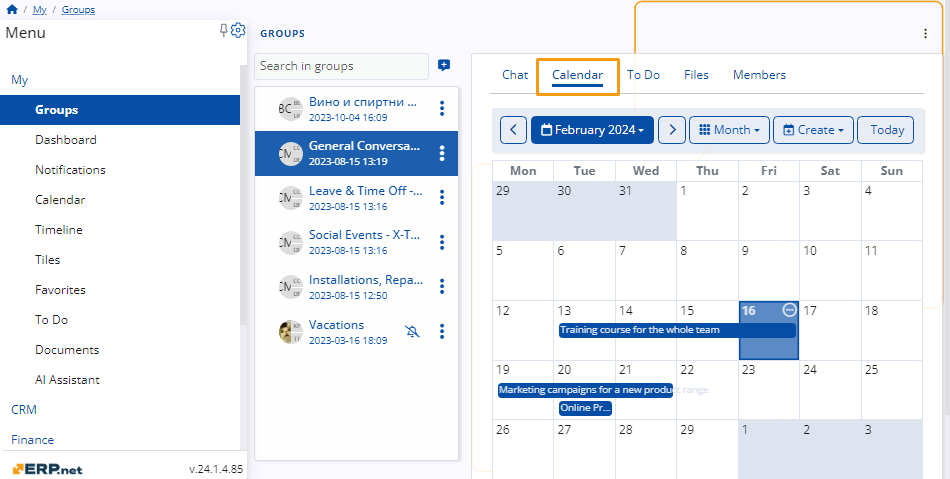 / My / Groups
Menu
My
Groups
Dashboard
Notifications
Calendar
Timeline
Tiles
Favorites
To Do
Documents
AI Assistant
CRM
Finance
ERP.net
v.24.1.4.85
GROUPS
Search in groups
Вино и спиртни ...
2023-10-04 16:09
General Conversa...
2023-08-15 13:19
Leave & Time Off -...
2023-08-15 13:16
Social Events - X-T...
2023-08-15 13:16
Installations, Repa...
2023-08-15 12:50
Vacations
2023-03-16 18:09
Chat Calendar To Do Files Members
February 2024 Month Create Today
Mon Tue Wed Thu Fri Sat Sun
29 30 31 1 2 3 4
5 6 7 8 9 10 11
12 13 14 15 16 17 18
Training course for the whole team
19 20 21 22 23 24 25
Marketing campaigns for a new product range
Online Pr...
26 27 28 29 1 2 3